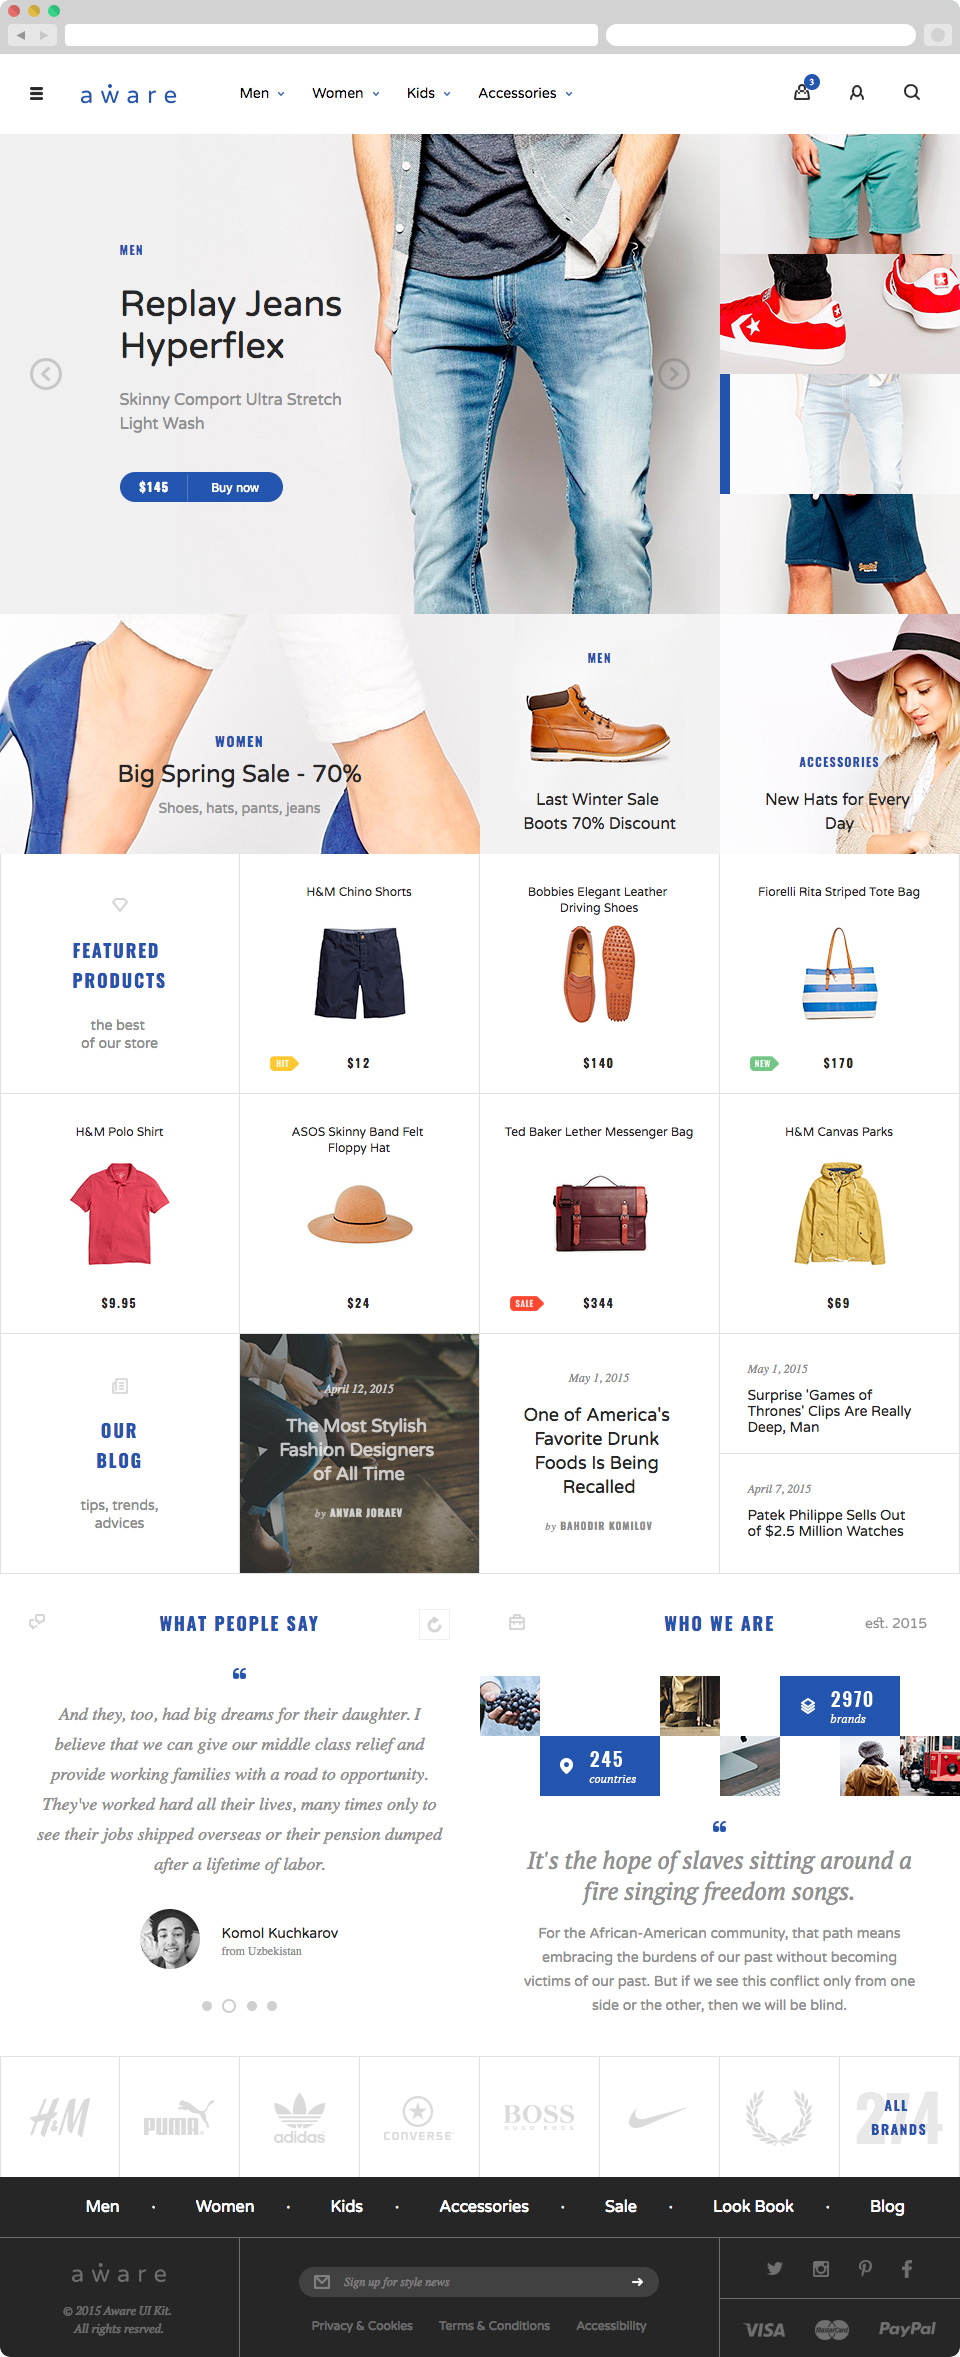 aware
Men
Women
Kids
Accessories
3
MEN
Replay Jeans
Hyperflex
Skinny Comport Ultra Stretch
Light Wash
$145
Buy now
WOMEN
Big Spring Sale - 70%
Shoes, hats, pants, jeans
MEN
Last Winter Sale
Boots 70% Discount
ACCESSORIES
New Hats for Every
Day
FEATURED
PRODUCTS
the best
of our store
H&M Chino Shorts
HIT
$12
Bobbies Elegant Leather
Driving Shoes
$140
Fiorelli Rita Striped Tote Bag
NEW
$170
H&M Polo Shirt
$9.95
ASOS Skinny Band Felt
Floppy Hat
$24
Ted Baker Lether Messenger Bag
SALE
$344
H&M Canvas Parks
$69
OUR
BLOG
tips, trends,
advices
April 12, 2015
The Most Stylish
Fashion Designers
of All Time
by ANVAR JORAEV
May 1, 2015
One of America's
Favorite Drunk
Foods Is Being
Recalled
by BAHODIR KOMILOV
May 1, 2015
Surprise 'Games of
Thrones' Clips Are Really
Deep, Man
April 7, 2015
Patek Philippe Sells Out
of $2.5 Million Watches
WHAT PEOPLE SAY
“
And they, too, had big dreams for their daughter. I
believe that we can give our middle class relief and
provide working families with a road to opportunity.
They've worked hard all their lives, many times only to
see their jobs shipped overseas or their pension dumped
after a lifetime of labor.
Komol Kuchkarov
from Uzbekistan
WHO WE ARE
est. 2015
2970
brands
245
countries
“
It's the hope of slaves sitting around a
fire singing freedom songs.
For the African-American community, that path means
embracing the burdens of our past without becoming
victims of our past. But if we see this conflict only from one
side or the other, then we will be blind.
H&M
PUMA
adidas
CONVERSE
BOSS
HUGO BOSS
274
ALL
BRANDS
Men
Women
Kids
Accessories
Sale
Look Book
Blog
aware
© 2015 Aware UI Kit.
All rights resrved.
Sign up for style news
Privacy & Cookies
Terms & Conditions
Accessibility
VISA
MasterCard
PayPal